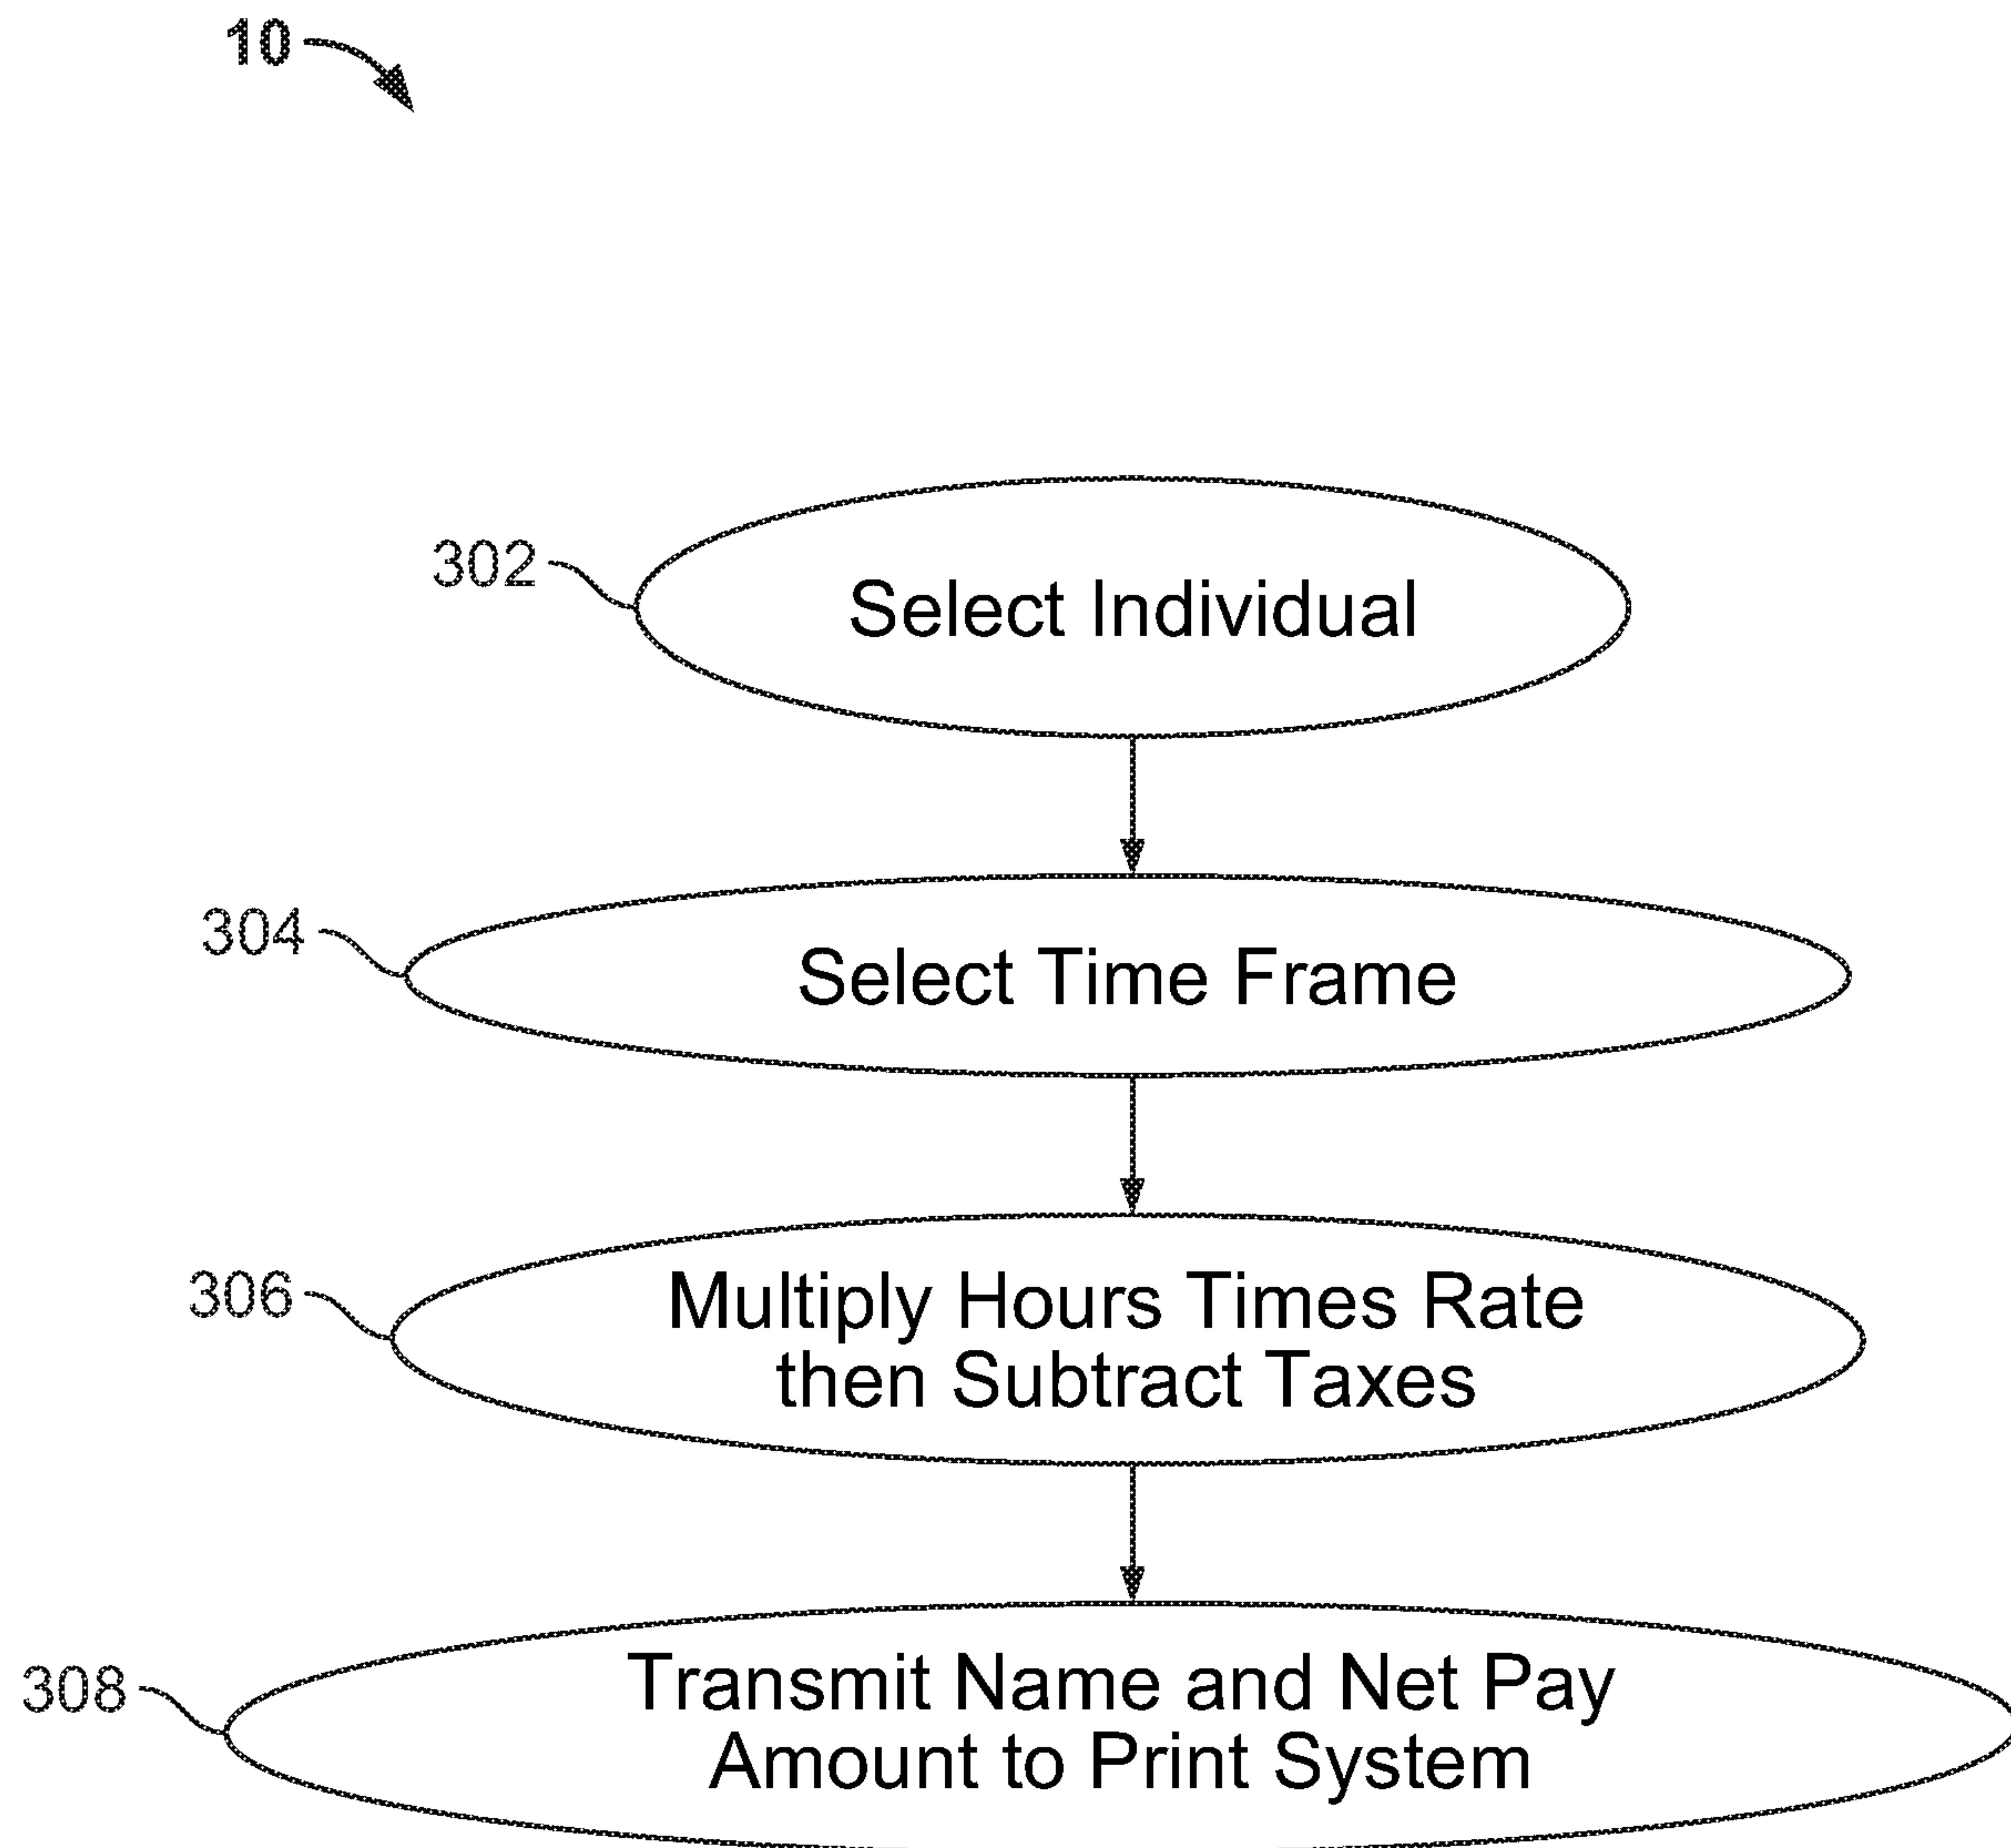 10
302
Select Individual
304
Select Time Frame
306
Multiply Hours Times Rate
then Subtract Taxes
308
Transmit Name and Net Pay
Amount to Print System